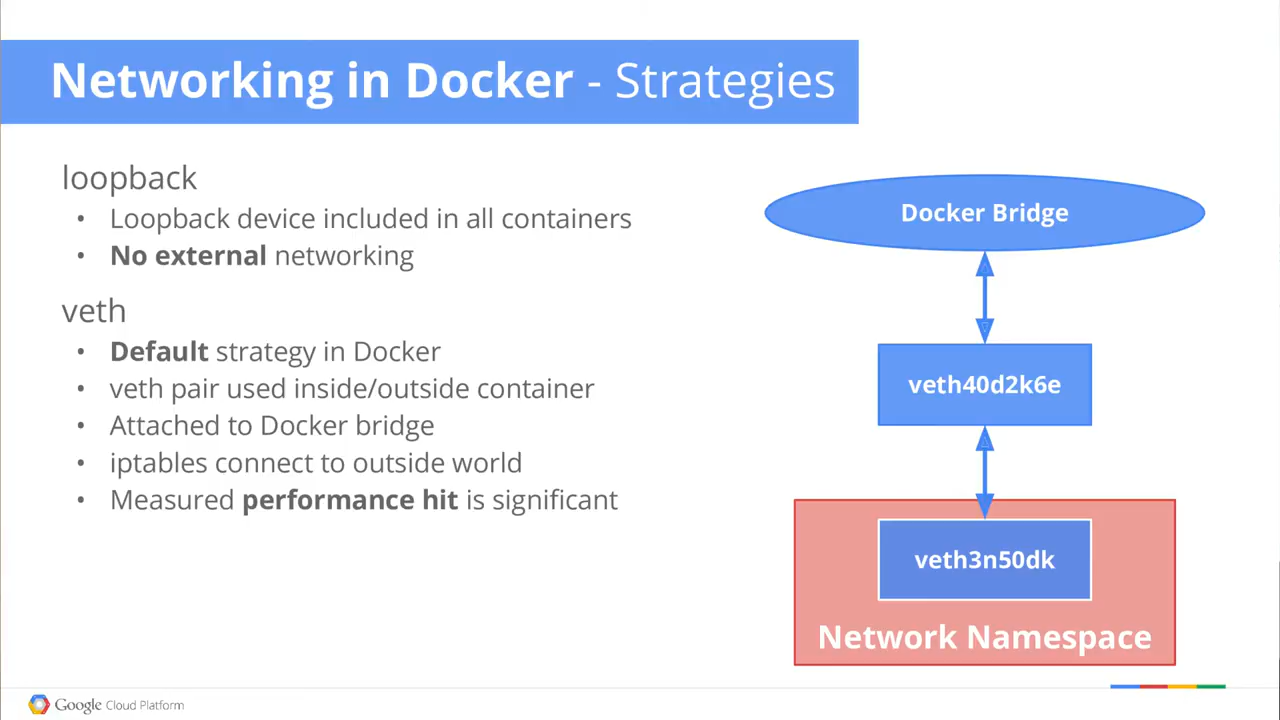 Networking in Docker - Strategies
loopback
• Loopback device included in all containers
• No external networking
veth
• Default strategy in Docker
• veth pair used inside/outside container
• Attached to Docker bridge
• iptables connect to outside world
• Measured performance hit is significant
Docker Bridge
veth40d2k6e
veth3n50dk
Network Namespace
Google Cloud Platform